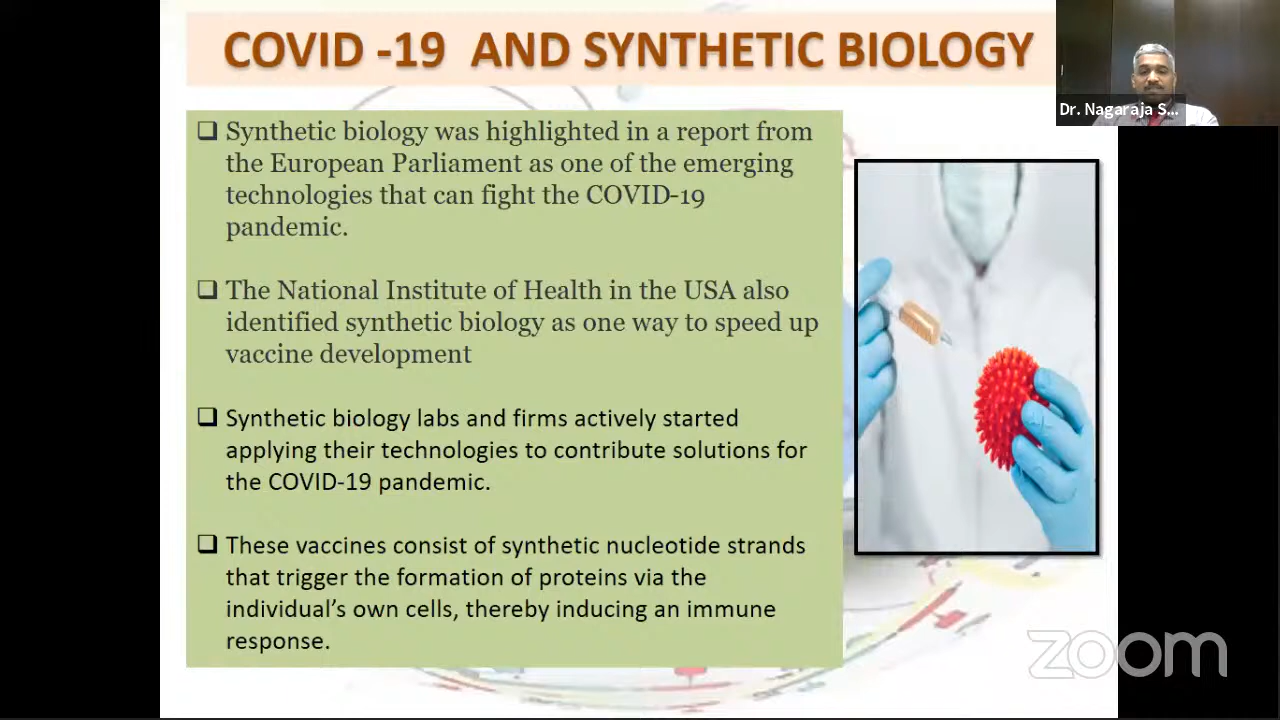 COVID -19 AND SYNTHETIC BIOLOGY
Dr. Nagaraja S...
❑ Synthetic biology was highlighted in a report from
the European Parliament as one of the emerging
technologies that can fight the COVID-19
pandemic.
❑ The National Institute of Health in the USA also
identified synthetic biology as one way to speed up
vaccine development
❑ Synthetic biology labs and firms actively started
applying their technologies to contribute solutions for
the COVID-19 pandemic.
❑ These vaccines consist of synthetic nucleotide strands
that trigger the formation of proteins via the
individual’s own cells, thereby inducing an immune
response.
zoom